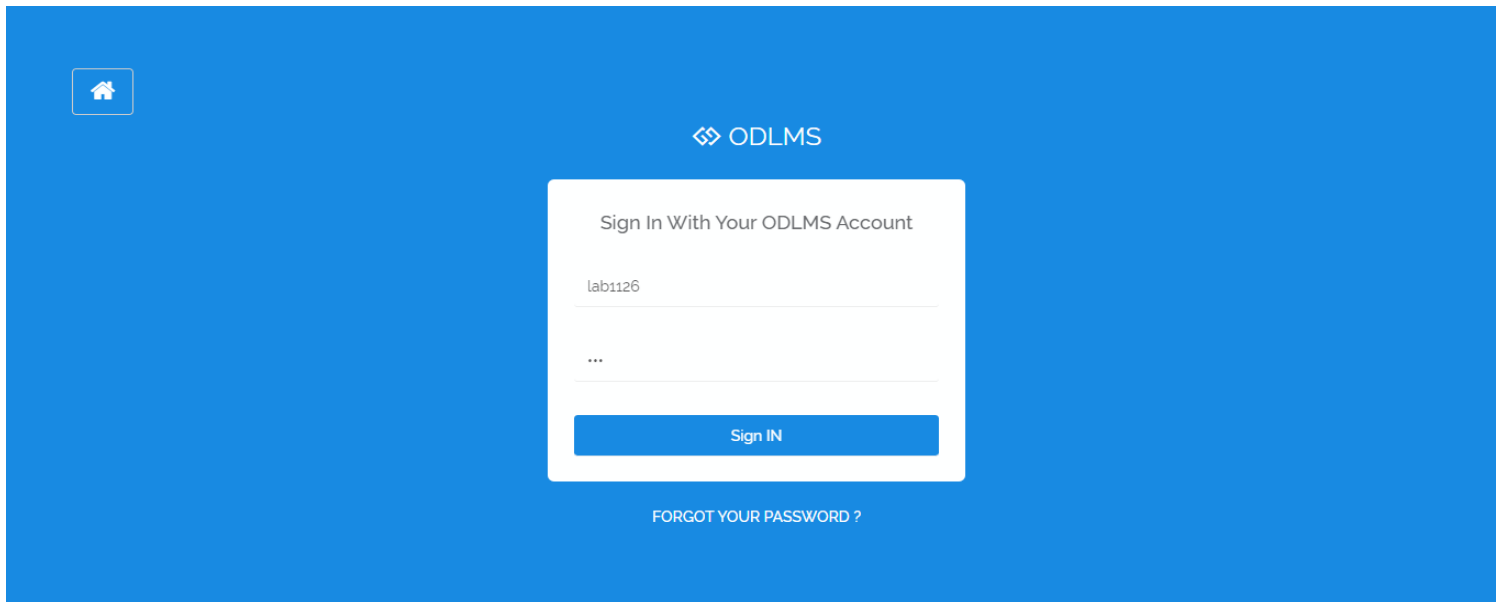 ODLMS
Sign In With Your ODLMS Account
lab1126
...
Sign IN
FORGOT YOUR PASSWORD ?